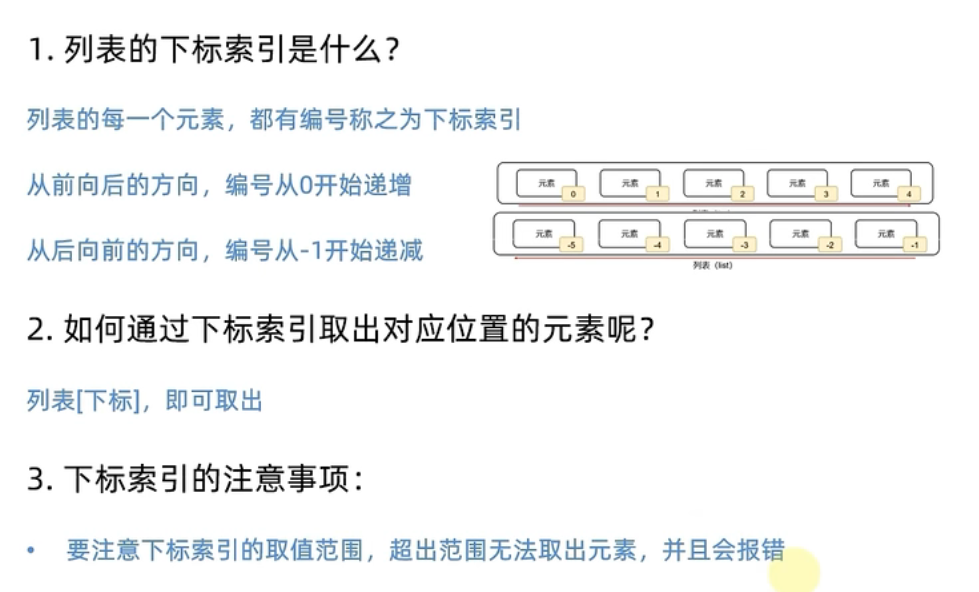 1. 列表的下标索引是什么？
列表的每一个元素，都有编号称之为下标索引
从前向后的方向，编号从0开始递增
元素 元素 元素 元素 元素
0 1 2 3 4
从后向前的方向，编号从-1开始递减
元素 元素 元素 元素 元素
-5 -4 -3 -2 -1
列表（list）
2. 如何通过下标索引取出对应位置的元素呢？
列表[下标]，即可取出
3. 下标索引的注意事项：
• 要注意下标索引的取值范围，超出范围无法取出元素，并且会报错